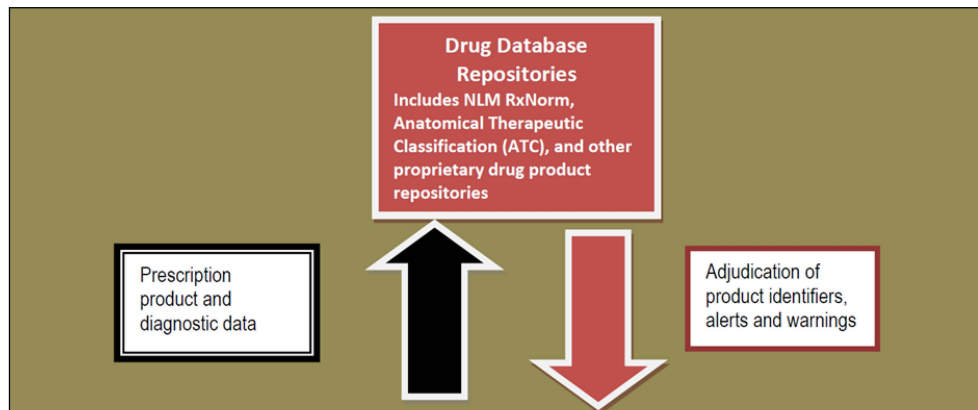 Drug Database
Repositories
Includes NLM RxNorm,
Anatomical Therapeutic
Classification (ATC), and other
proprietary drug product
repositories
Prescription
product and
diagnostic data
Adjudication of
product identifiers,
alerts and warnings